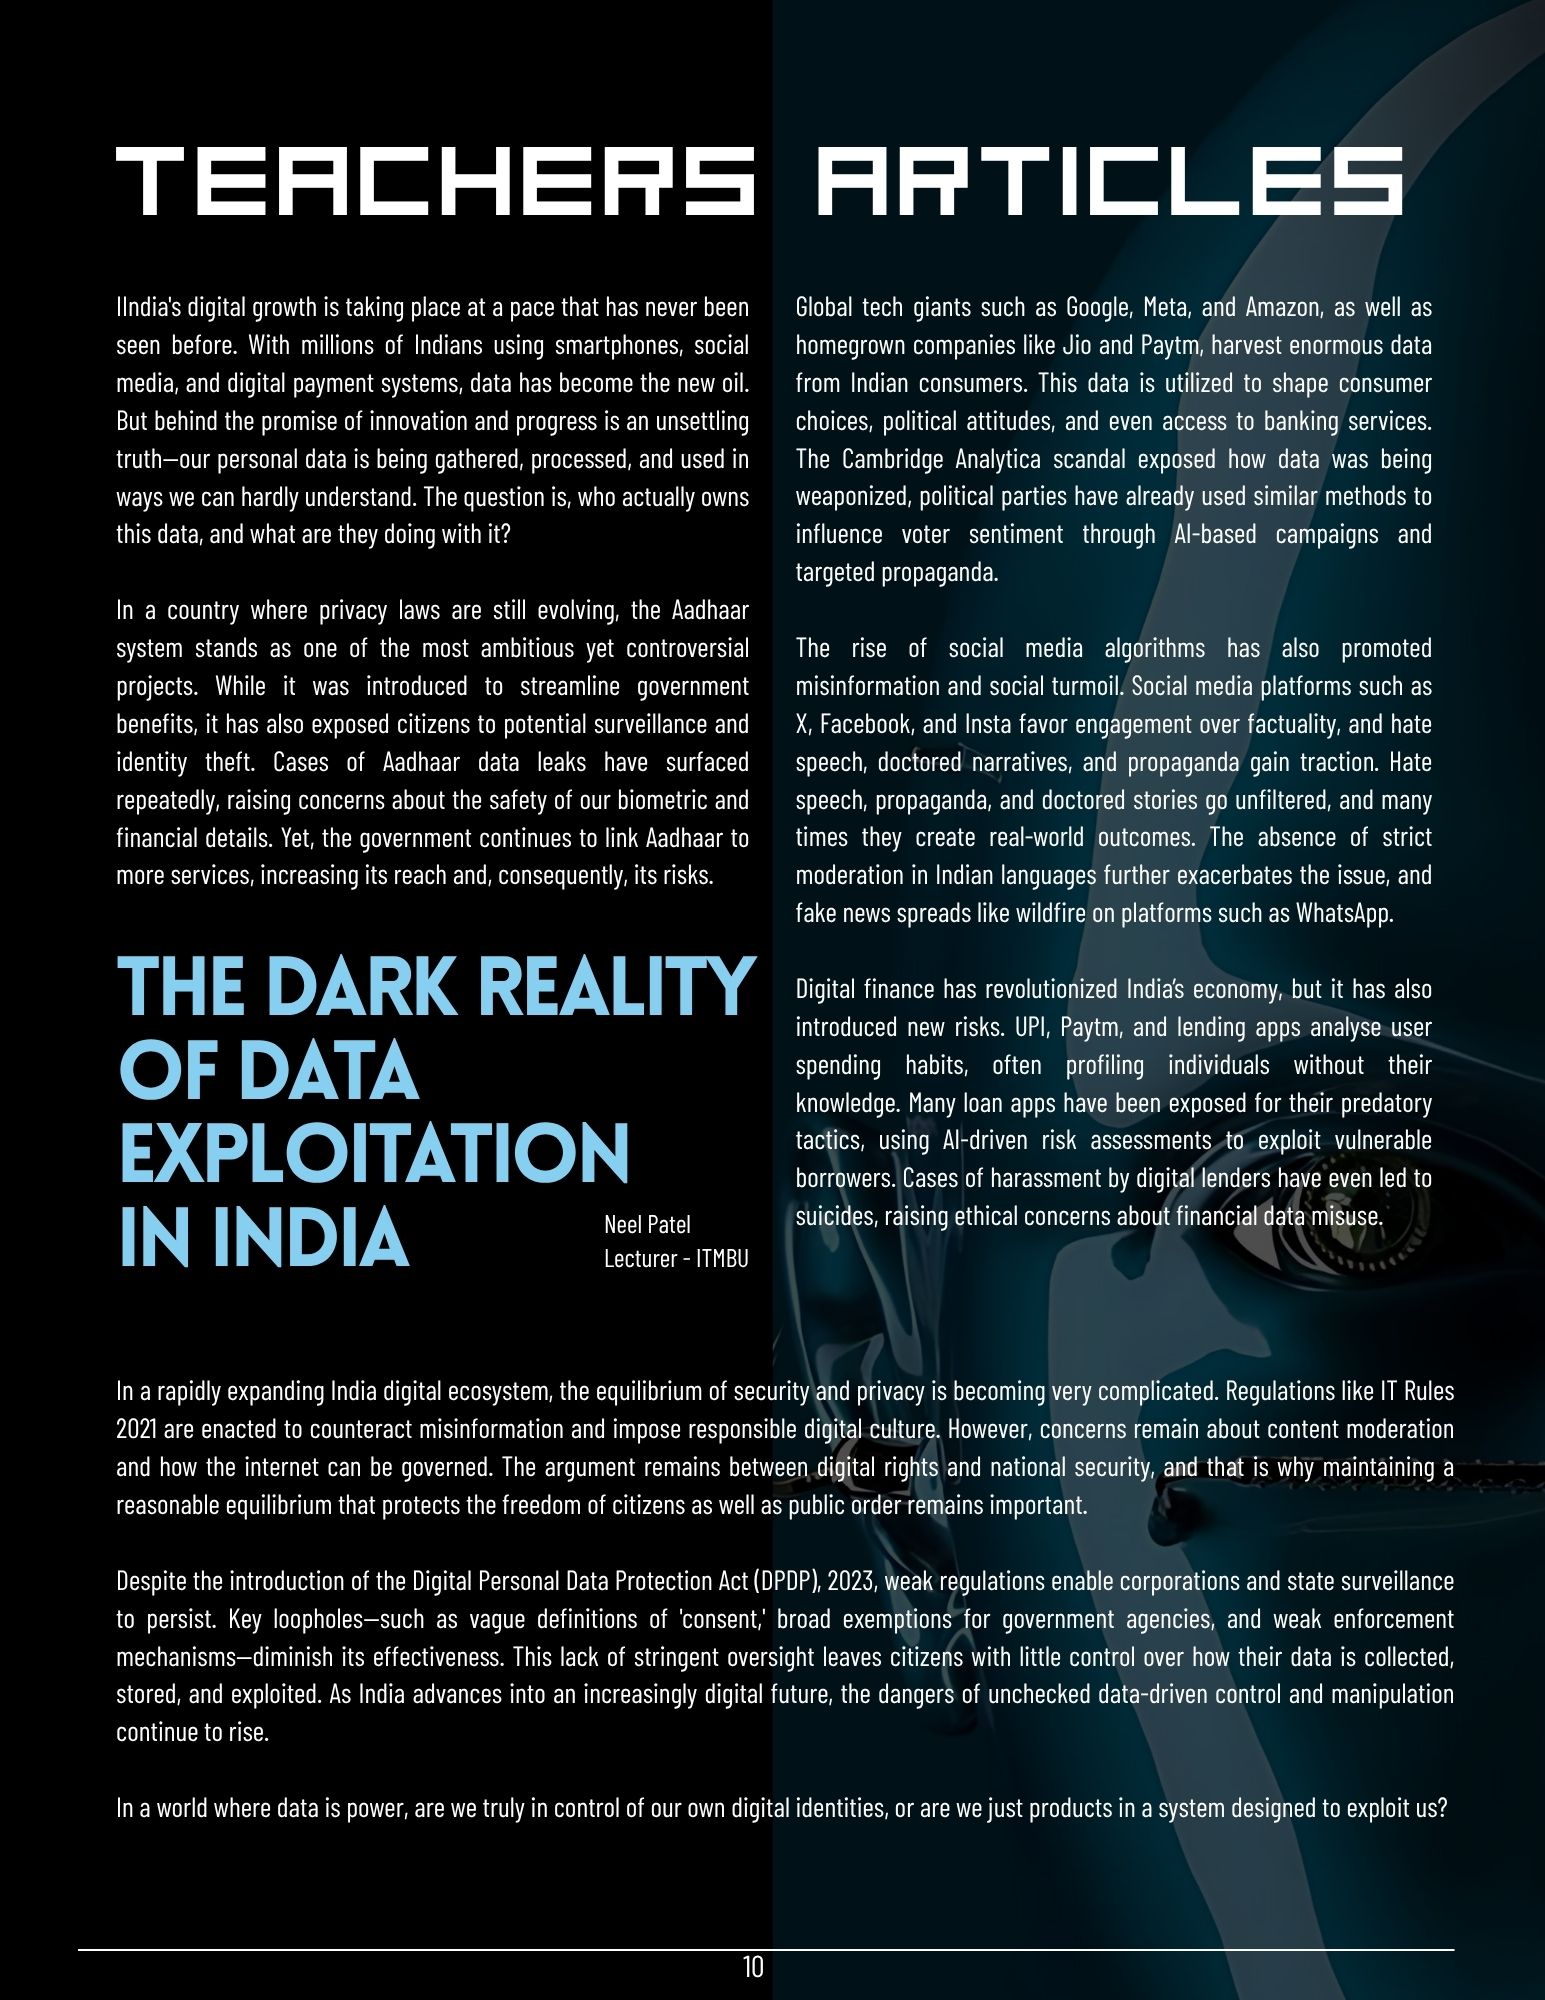 TEACHERS ARTICLES
IIndia's digital growth is taking place at a pace that has never been
seen before. With millions of Indians using smartphones, social
media, and digital payment systems, data has become the new oil.
But behind the promise of innovation and progress is an unsettling
truth—our personal data is being gathered, processed, and used in
ways we can hardly understand. The question is, who actually owns
this data, and what are they doing with it?
In a country where privacy laws are still evolving, the Aadhaar
system stands as one of the most ambitious yet controversial
projects. While it was introduced to streamline government
benefits, it has also exposed citizens to potential surveillance and
identity theft. Cases of Aadhaar data leaks have surfaced
repeatedly, raising concerns about the safety of our biometric and
financial details. Yet, the government continues to link Aadhaar to
more services, increasing its reach and, consequently, its risks.
THE DARK REALITY
OF DATA
EXPLOITATION
IN INDIA
Neel Patel
Lecturer - ITMBU
Global tech giants such as Google, Meta, and Amazon, as well as
homegrown companies like Jio and Paytm, harvest enormous data
from Indian consumers. This data is utilized to shape consumer
choices, political attitudes, and even access to banking services.
The Cambridge Analytica scandal exposed how data was being
weaponized, political parties have already used similar methods to
influence voter sentiment through AI-based campaigns and
targeted propaganda.
The rise of social media algorithms has also promoted
misinformation and social turmoil. Social media platforms such as
X, Facebook, and Insta favor engagement over factuality, and hate
speech, doctored narratives, and propaganda gain traction. Hate
speech, propaganda, and doctored stories go unfiltered, and many
times they create real-world outcomes. The absence of strict
moderation in Indian languages further exacerbates the issue, and
fake news spreads like wildfire on platforms such as WhatsApp.
Digital finance has revolutionized India’s economy, but it has also
introduced new risks. UPI, Paytm, and lending apps analyse user
spending habits, often profiling individuals without their
knowledge. Many loan apps have been exposed for their predatory
tactics, using AI-driven risk assessments to exploit vulnerable
borrowers. Cases of harassment by digital lenders have even led to
suicides, raising ethical concerns about financial data misuse.
In a rapidly expanding India digital ecosystem, the equilibrium of security and privacy is becoming very complicated. Regulations like IT Rules
2021 are enacted to counteract misinformation and impose responsible digital culture. However, concerns remain about content moderation
and how the internet can be governed. The argument remains between digital rights and national security, and that is why maintaining a
reasonable equilibrium that protects the freedom of citizens as well as public order remains important.
Despite the introduction of the Digital Personal Data Protection Act (DPDP), 2023, weak regulations enable corporations and state surveillance
to persist. Key loopholes—such as vague definitions of 'consent,' broad exemptions for government agencies, and weak enforcement
mechanisms—diminish its effectiveness. This lack of stringent oversight leaves citizens with little control over how their data is collected,
stored, and exploited. As India advances into an increasingly digital future, the dangers of unchecked data-driven control and manipulation
continue to rise.
In a world where data is power, are we truly in control of our own digital identities, or are we just products in a system designed to exploit us?
10